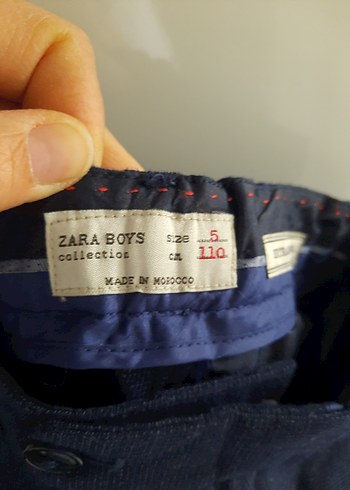 ZARA BOYS SIZE 5
collection CM. 110
MADE IN MOROCCO